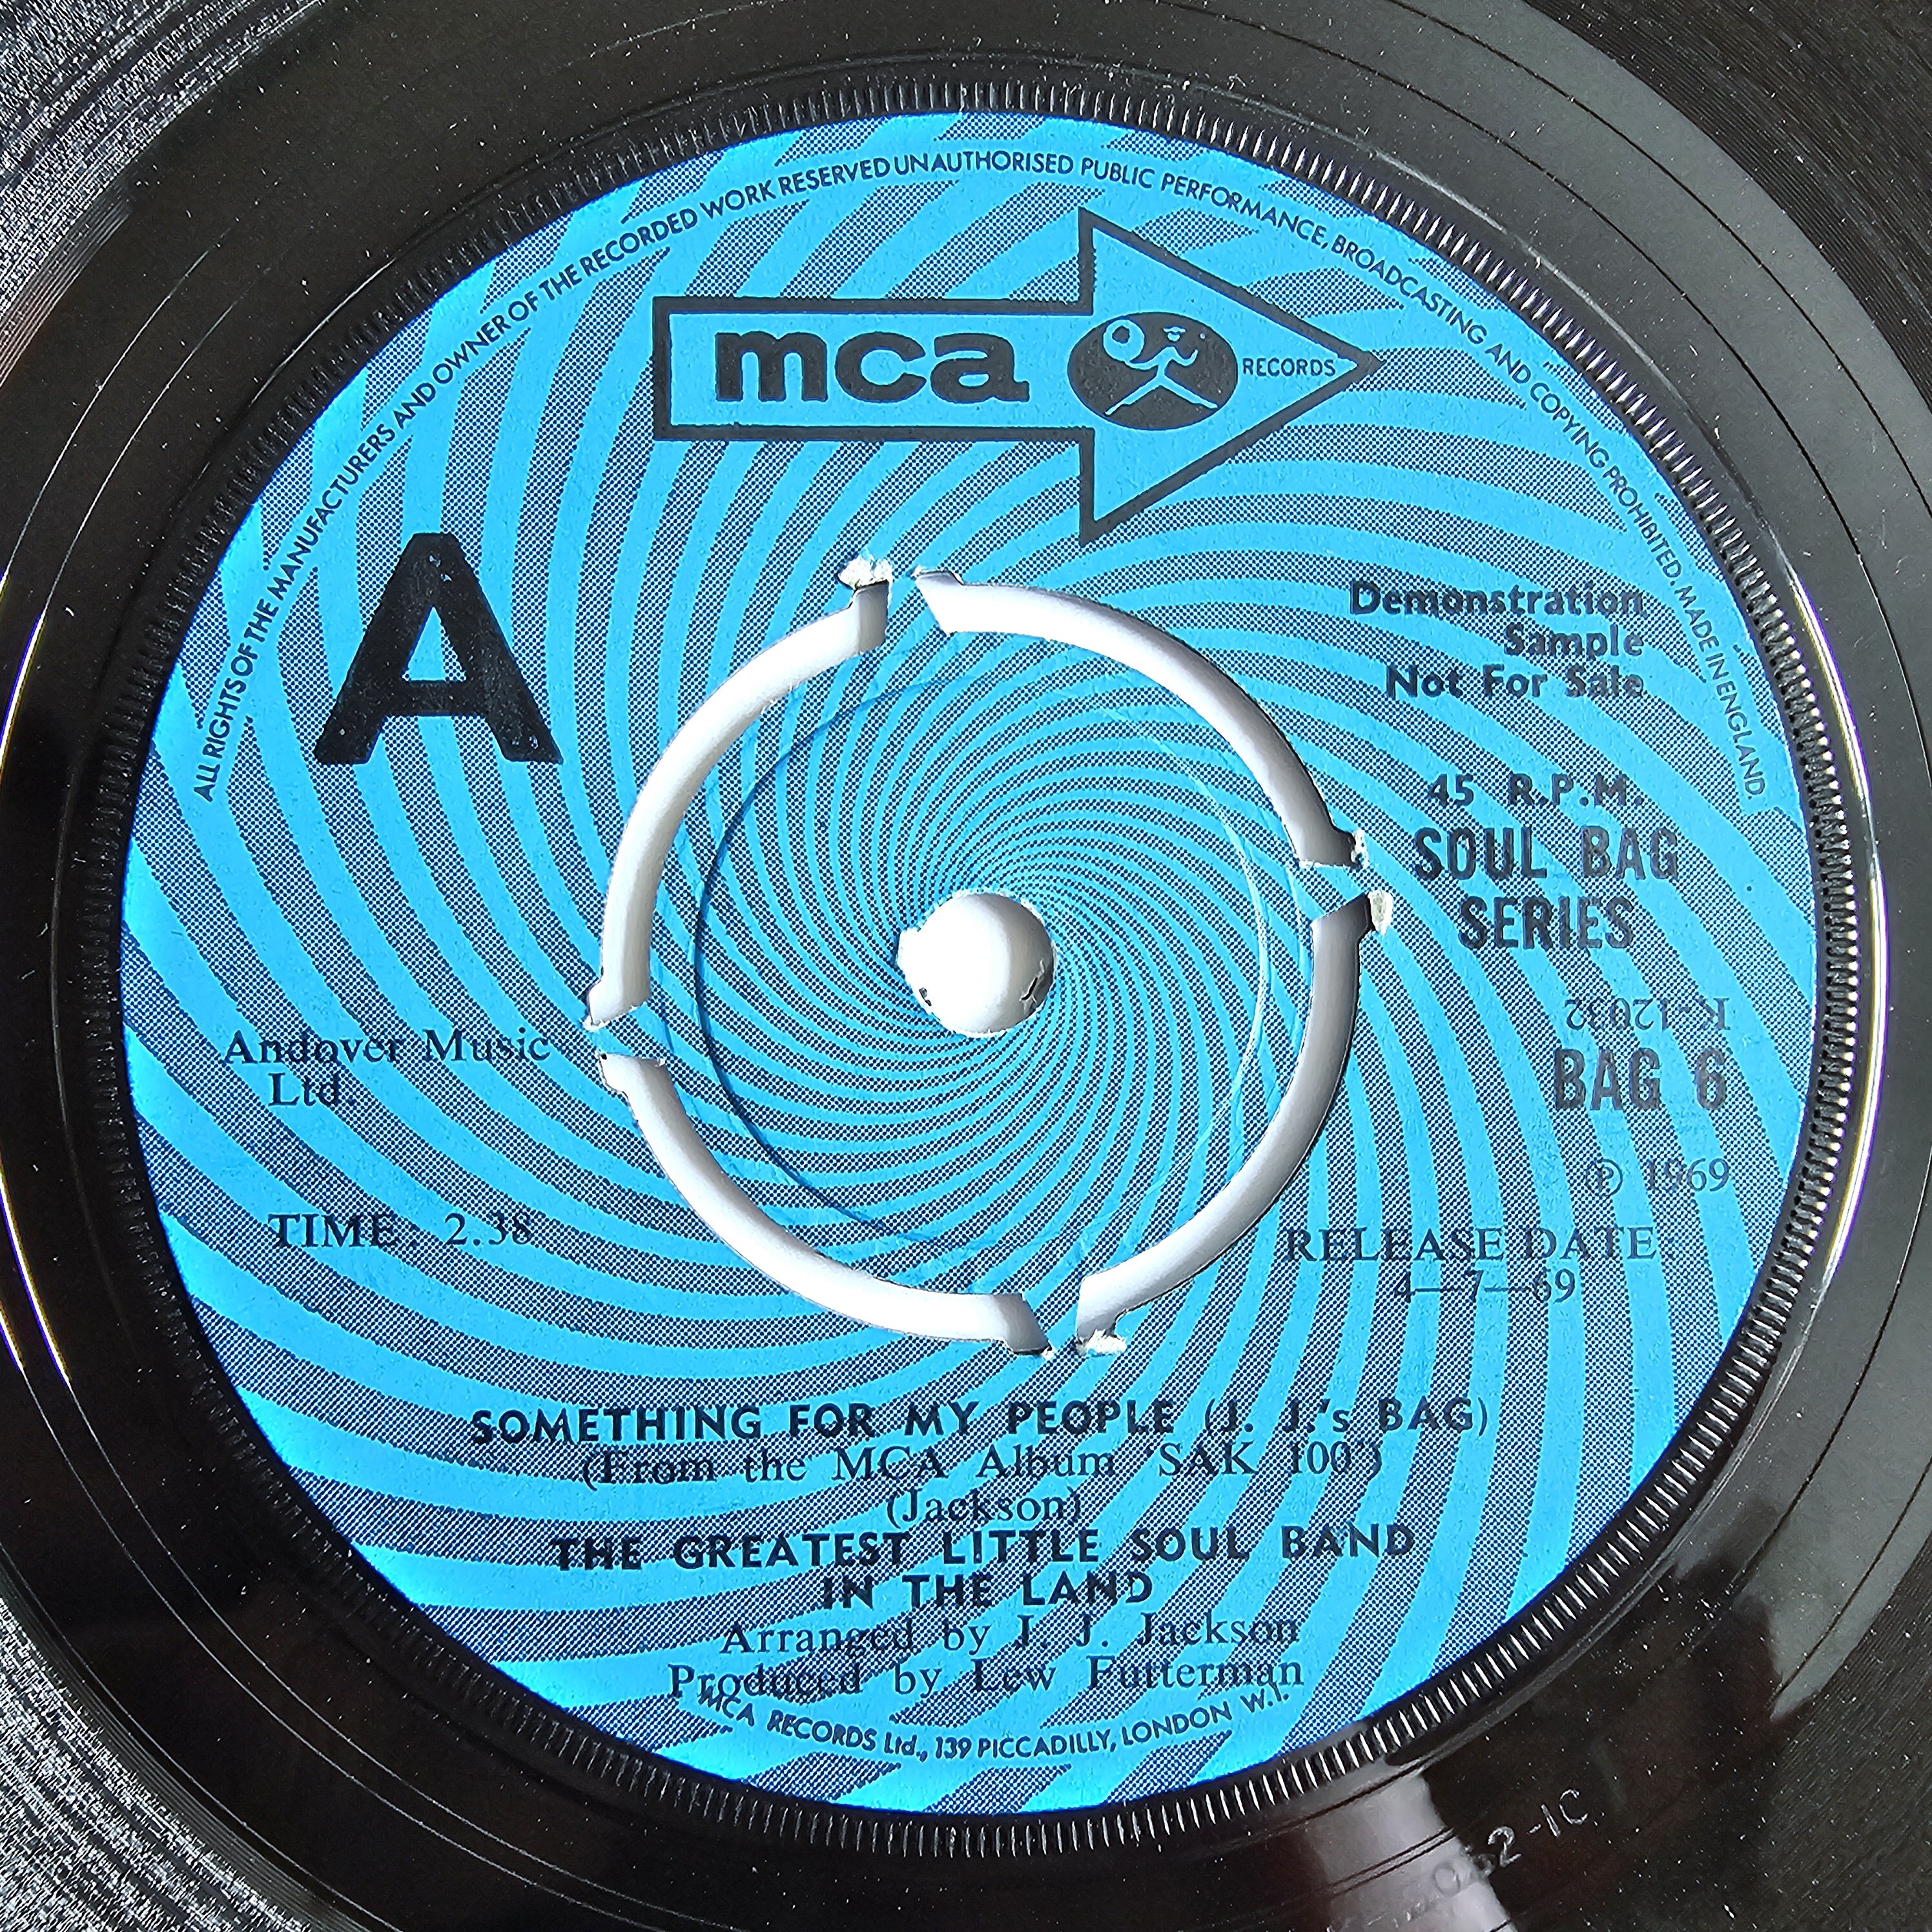 ALL RIGHTS OF THE MANUFACTURERS AND OWNER OF THE RECORDED WORK RESERVED UNAUTHORISED PUBLIC PERFORMANCE, BROADCASTING AND COPYING PROHIBITED. MADE IN ENGLAND.
mca RECORDS
A
Demonstration
Sample
Not For Sale
45 R.P.M.
SOUL BAG
SERIES
K-12032
BAG 6
Ⓟ 1969
Andover Music
Ltd.
TIME: 2.38
RELEASE DATE:
4—7—69
SOMETHING FOR MY PEOPLE (J. J.'s BAG)
(From the MCA Album 'SAK 100')
(Jackson)
THE GREATEST LITTLE SOUL BAND
IN THE LAND
Arranged by J. J. Jackson
Produced by Lew Futterman
MCA RECORDS Ltd., 139 PICCADILLY, LONDON W.1.